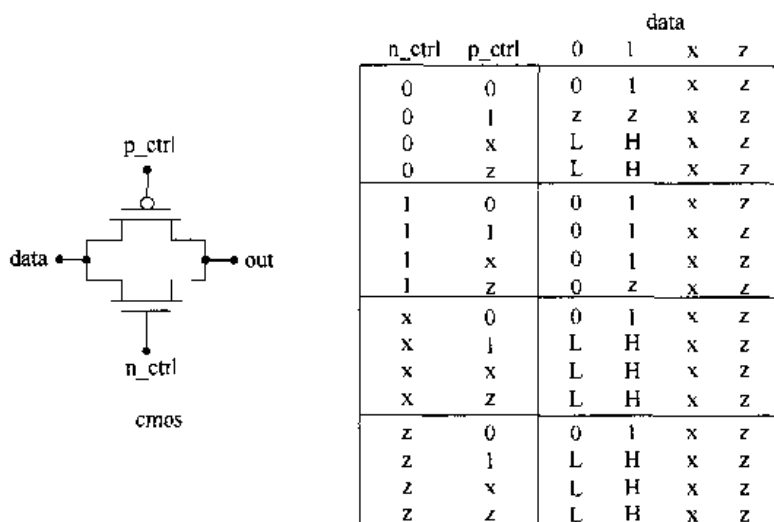 p_ctrl
data
out
n_ctrl
cmos
data
n_ctrl p_ctrl 0 1 x z
0 0 0 1 x z
0 1 z z x z
0 x L H x z
0 z L H x z
1 0 0 1 x z
1 1 0 1 x z
1 x 0 1 x z
1 z 0 z x z
x 0 0 1 x z
x 1 L H x z
x x L H x z
x z L H x z
z 0 0 1 x z
z 1 L H x z
z x L H x z
z z L H x z